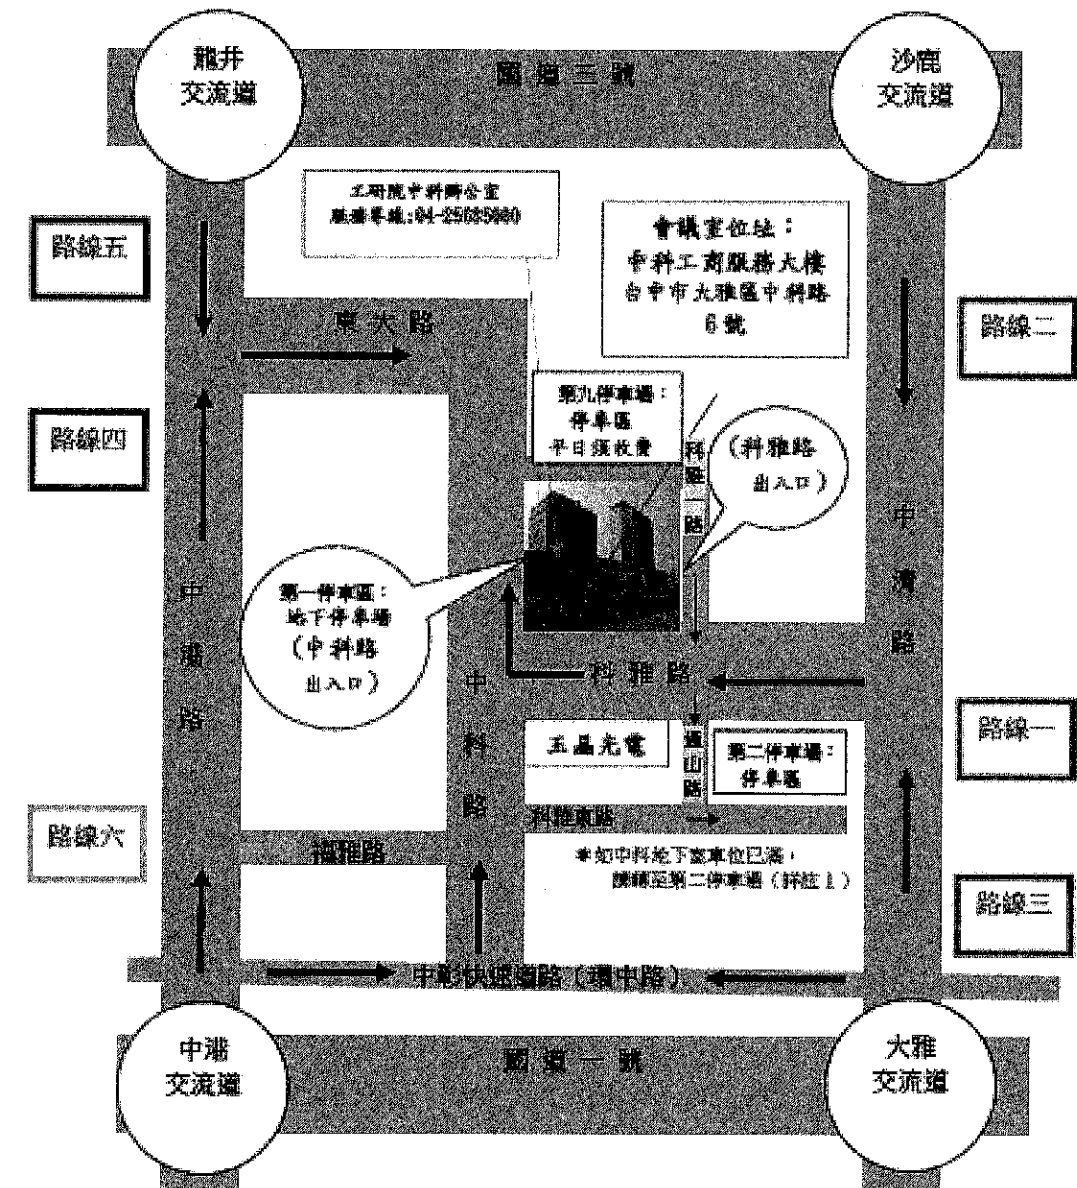 龍井
交流道
國道三號
沙鹿
交流道
工研院中科辦公室
會議室位址：
中科工商服務大樓
台中市大雅區中科路
6號
路線五
路線二
東大路
第九停車場：
停車區
平日須收費
路線四
科雅一路
(科雅路
出入口)
中清路
第一停車區：
地下停車場
(中科路
出入口)
中港路
科雅路
中科路
路線一
玉晶光電
通山路
第二停車場：
停車區
路線六
科雅東路
福雅路
※如中科地下室車位已滿，
請轉至第二停車場(詳註1)
路線三
中彰快速道路(環中路)
中港
交流道
國道一號
大雅
交流道